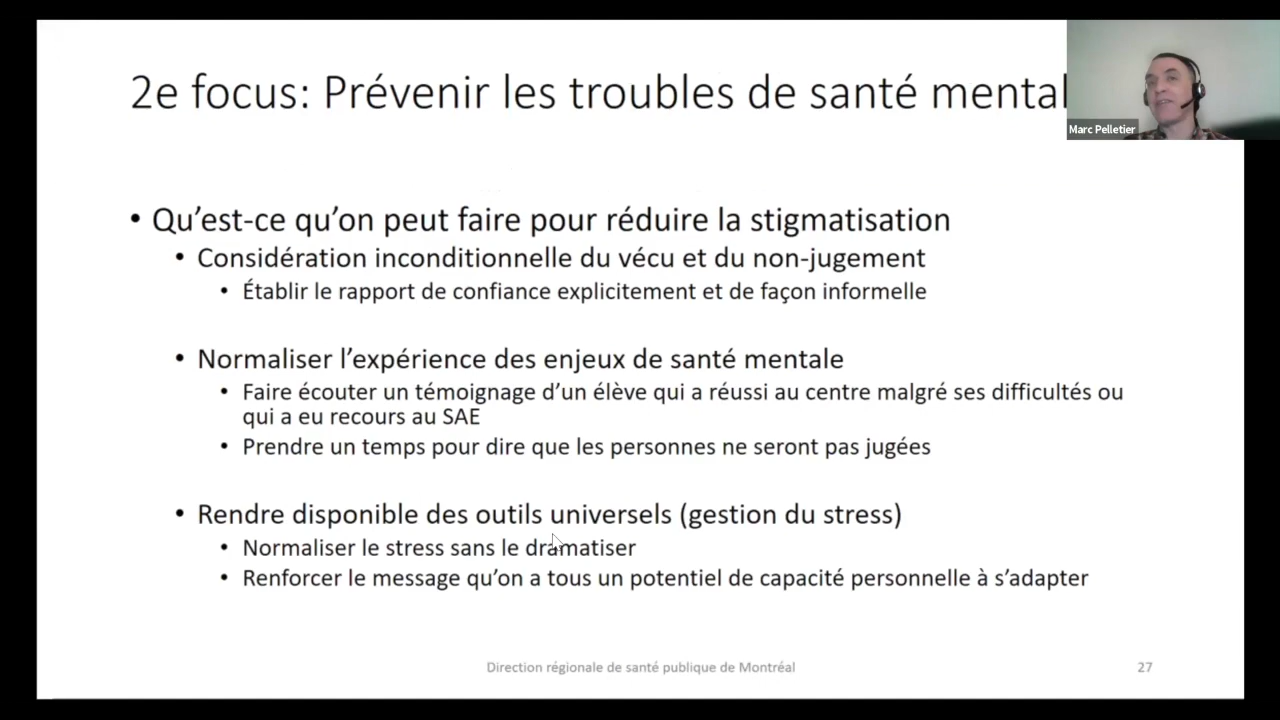 2e focus: Prévenir les troubles de santé mental
Marc Pelletier
• Qu’est-ce qu’on peut faire pour réduire la stigmatisation
• Considération inconditionnelle du vécu et du non-jugement
• Établir le rapport de confiance explicitement et de façon informelle
• Normaliser l’expérience des enjeux de santé mentale
• Faire écouter un témoignage d’un élève qui a réussi au centre malgré ses difficultés ou
qui a eu recours au SAE
• Prendre un temps pour dire que les personnes ne seront pas jugées
• Rendre disponible des outils universels (gestion du stress)
• Normaliser le stress sans le dramatiser
• Renforcer le message qu’on a tous un potentiel de capacité personnelle à s’adapter
Direction régionale de santé publique de Montréal
27